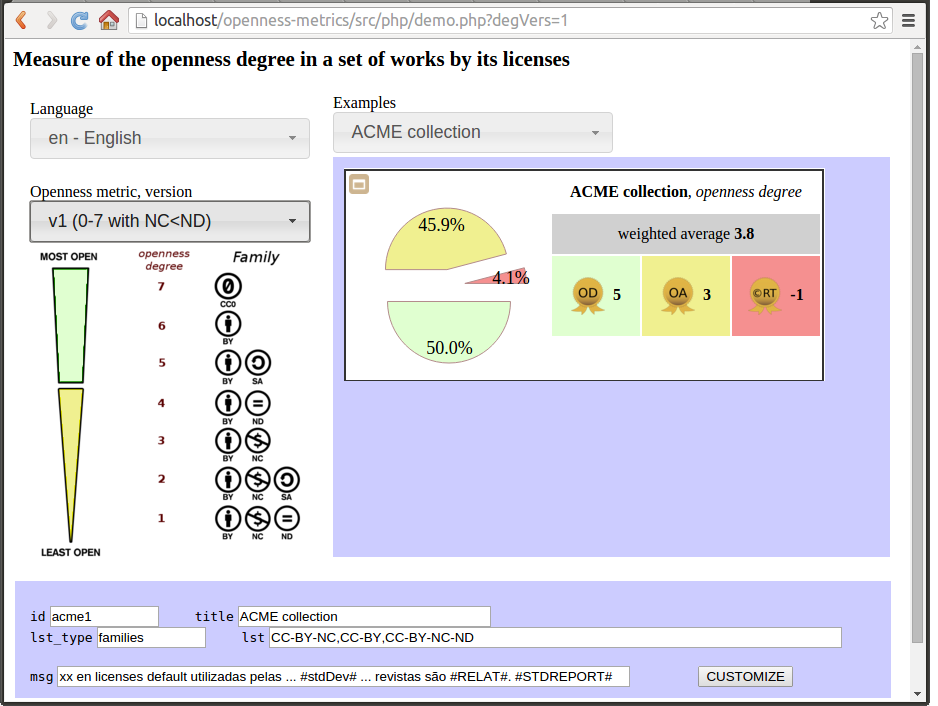 localhost/openness-metrics/src/php/demo.php?degVers=1
Measure of the openness degree in a set of works by its licenses
Language
en - English
Examples
ACME collection
Openness metric, version
v1 (0-7 with NC<ND)
MOST OPEN
openness
degree
Family
7
CC0
6
BY
5
BY SA
4
BY ND
3
BY NC
2
BY NC SA
1
BY NC ND
LEAST OPEN
45.9%
4.1%
50.0%
ACME collection, openness degree
weighted average 3.8
OD 5
OA 3
©RT -1
id acme1 title ACME collection
lst_type families lst CC-BY-NC,CC-BY,CC-BY-NC-ND
msg xx en licenses default utilizadas pelas ... #stdDev# ... revistas são #RELAT#. #STDREPORT# CUSTOMIZE